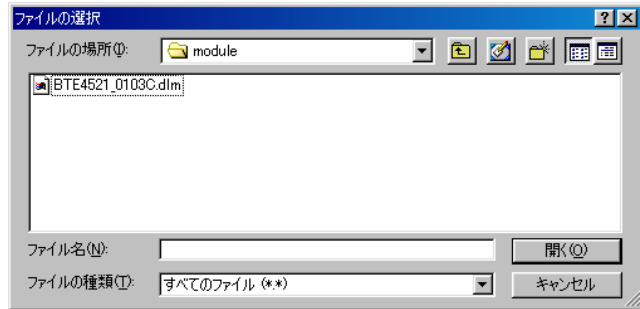 ファイルの選択
ファイルの場所(I): module
BTE4521_0103C.dlm
ファイル名(N): 開く(O)
ファイルの種類(T): すべてのファイル (*.*) キャンセル